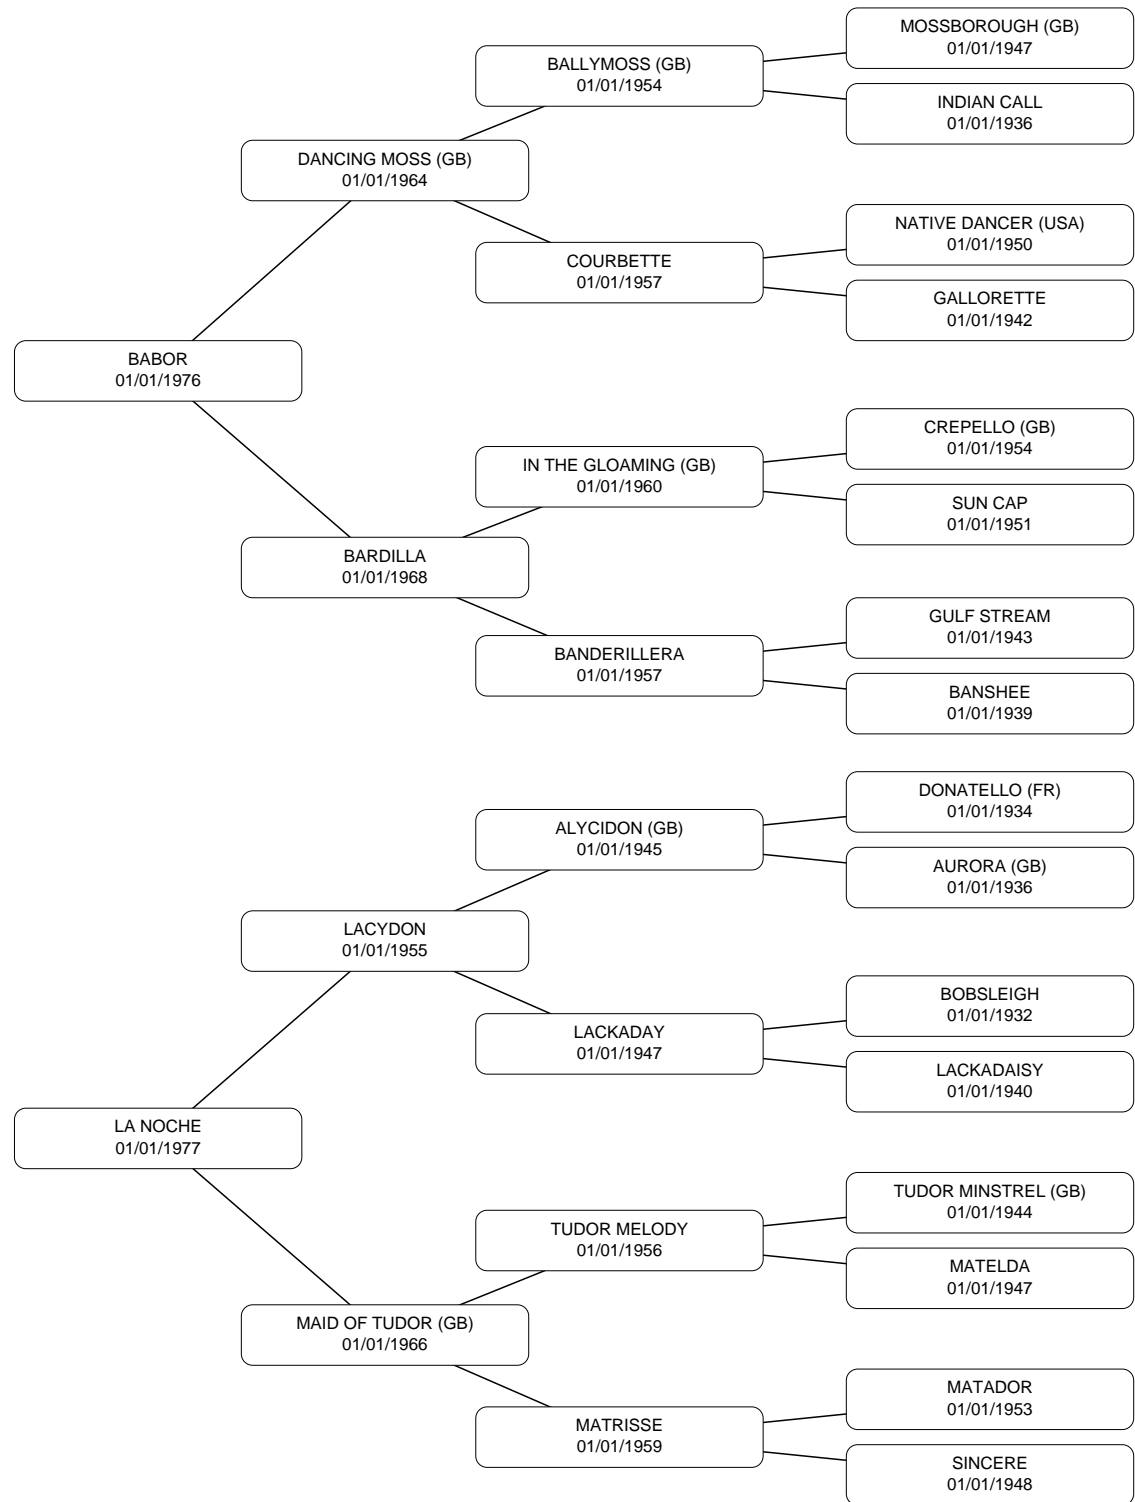 MOSSBOROUGH (GB)
01/01/1947
BALLYMOSS (GB)
01/01/1954
INDIAN CALL
01/01/1936
DANCING MOSS (GB)
01/01/1964
NATIVE DANCER (USA)
01/01/1950
COURBETTE
01/01/1957
GALLORETTE
01/01/1942
BABOR
01/01/1976
CREPELLO (GB)
01/01/1954
IN THE GLOAMING (GB)
01/01/1960
SUN CAP
01/01/1951
BARDILLA
01/01/1968
GULF STREAM
01/01/1943
BANDERILLERA
01/01/1957
BANSHEE
01/01/1939
DONATELLO (FR)
01/01/1934
ALYCIDON (GB)
01/01/1945
AURORA (GB)
01/01/1936
LACYDON
01/01/1955
BOBSLEIGH
01/01/1932
LACKADAY
01/01/1947
LACKADAISY
01/01/1940
LA NOCHE
01/01/1977
TUDOR MINSTREL (GB)
01/01/1944
TUDOR MELODY
01/01/1956
MATELDA
01/01/1947
MAID OF TUDOR (GB)
01/01/1966
MATADOR
01/01/1953
MATRISSE
01/01/1959
SINCERE
01/01/1948